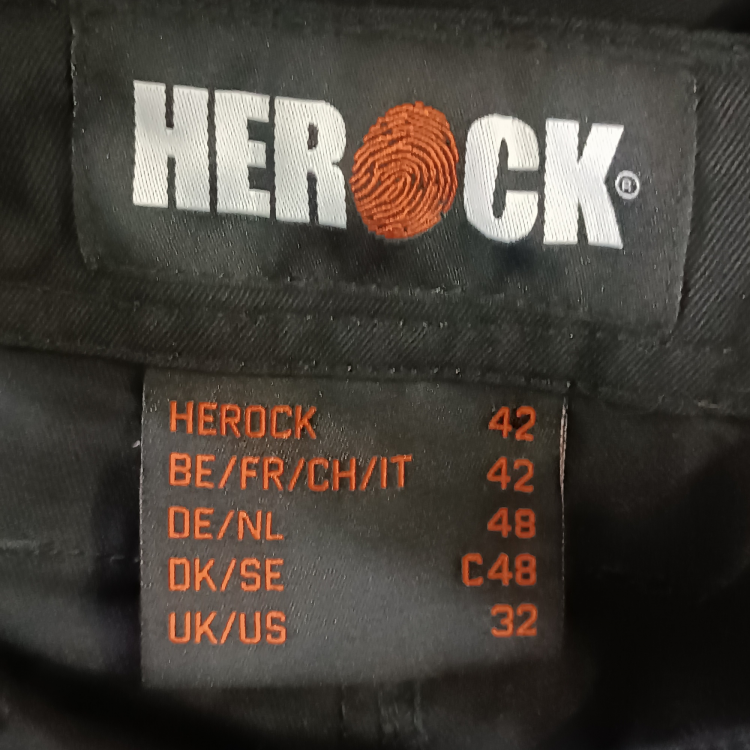 HEROCK®
HEROCK 42
BE/FR/CH/IT 42
DE/NL 48
DK/SE C48
UK/US 32